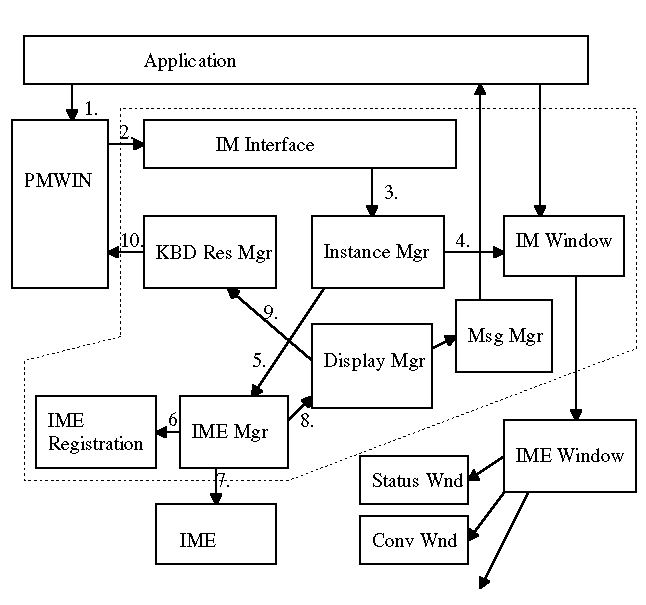 Application
1.
2.
IM Interface
PMWIN
3.
10.
KBD Res Mgr
Instance Mgr
4.
IM Window
9.
Msg Mgr
5.
Display Mgr
IME
Registration
6
IME Mgr
8.
IME Window
7.
Status Wnd
IME
Conv Wnd